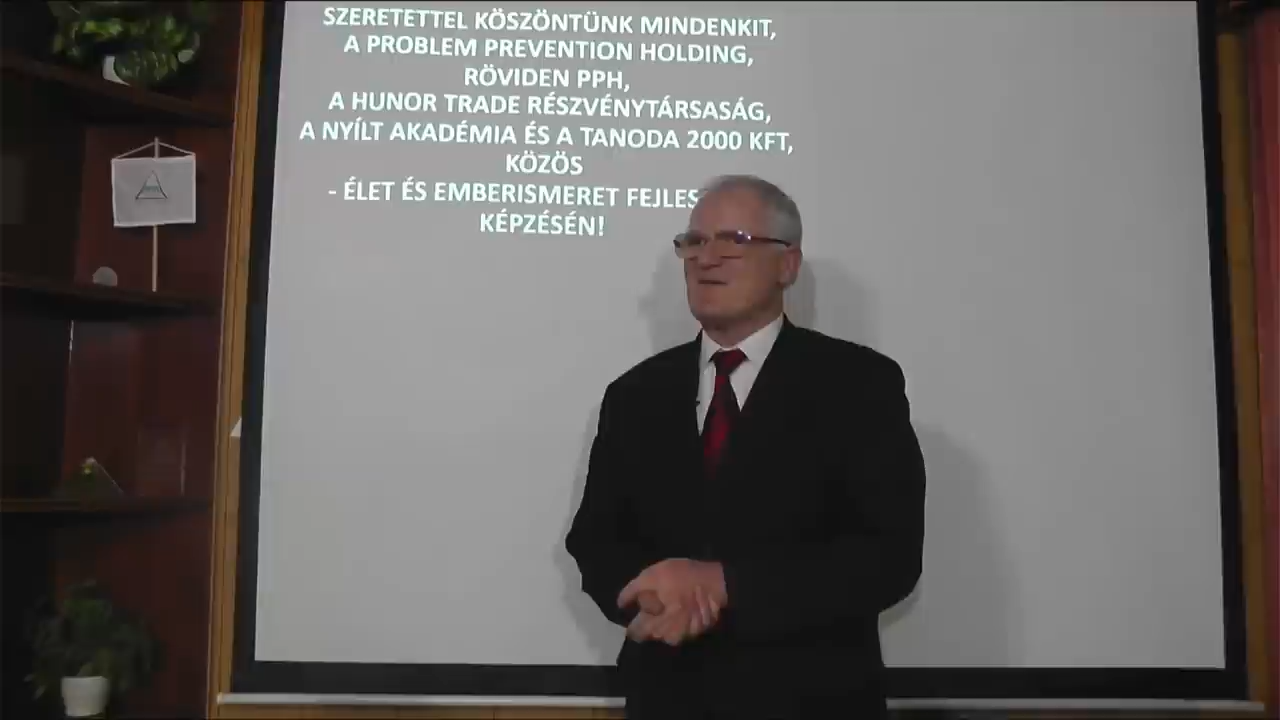 SZERETETTEL KÖSZÖNTÜNK MINDENKIT,
A PROBLEM PREVENTION HOLDING,
RÖVIDEN PPH,
A HUNOR TRADE RÉSZVÉNYTÁRSASÁG,
A NYÍLT AKADÉMIA ÉS A TANODA 2000 KFT,
KÖZÖS
- ÉLET ÉS EMBERISMERET
KÉPZÉSÉN!